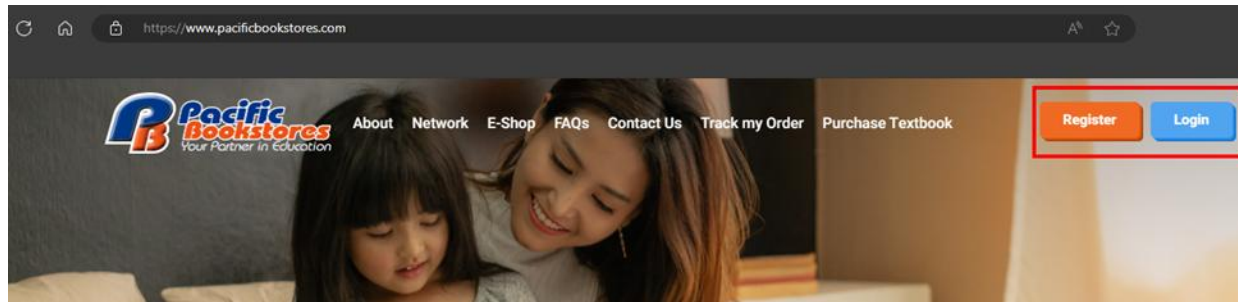 https://www.pacificbookstores.com
Pacific
Bookstores
Your Partner in Education
About Network E-Shop FAQs Contact Us Track my Order Purchase Textbook
Register Login